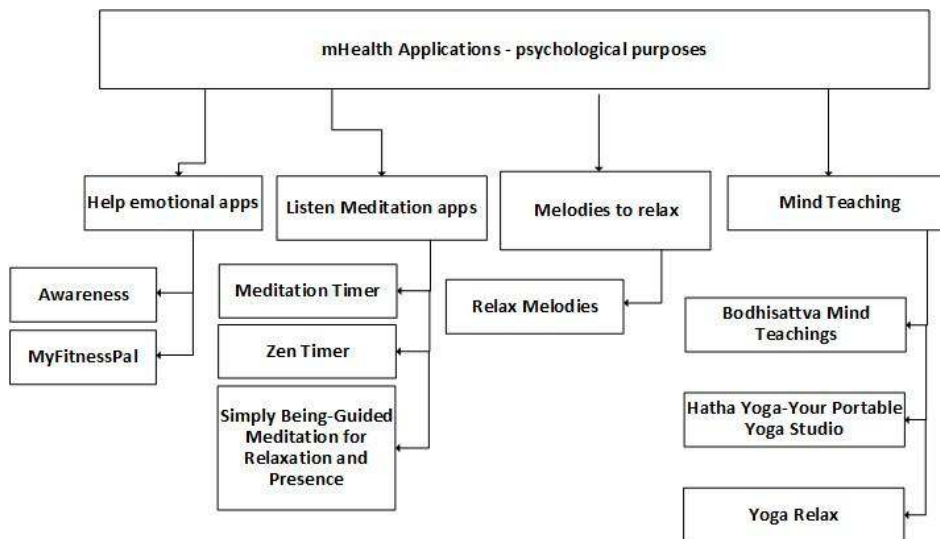 mHealth Applications - psychological purposes
Help emotional apps
Listen Meditation apps
Melodies to relax
Mind Teaching
Awareness
MyFitnessPal
Meditation Timer
Zen Timer
Simply Being-Guided
Meditation for
Relaxation and
Presence
Relax Melodies
Bodhisattva Mind
Teachings
Hatha Yoga-Your Portable
Yoga Studio
Yoga Relax